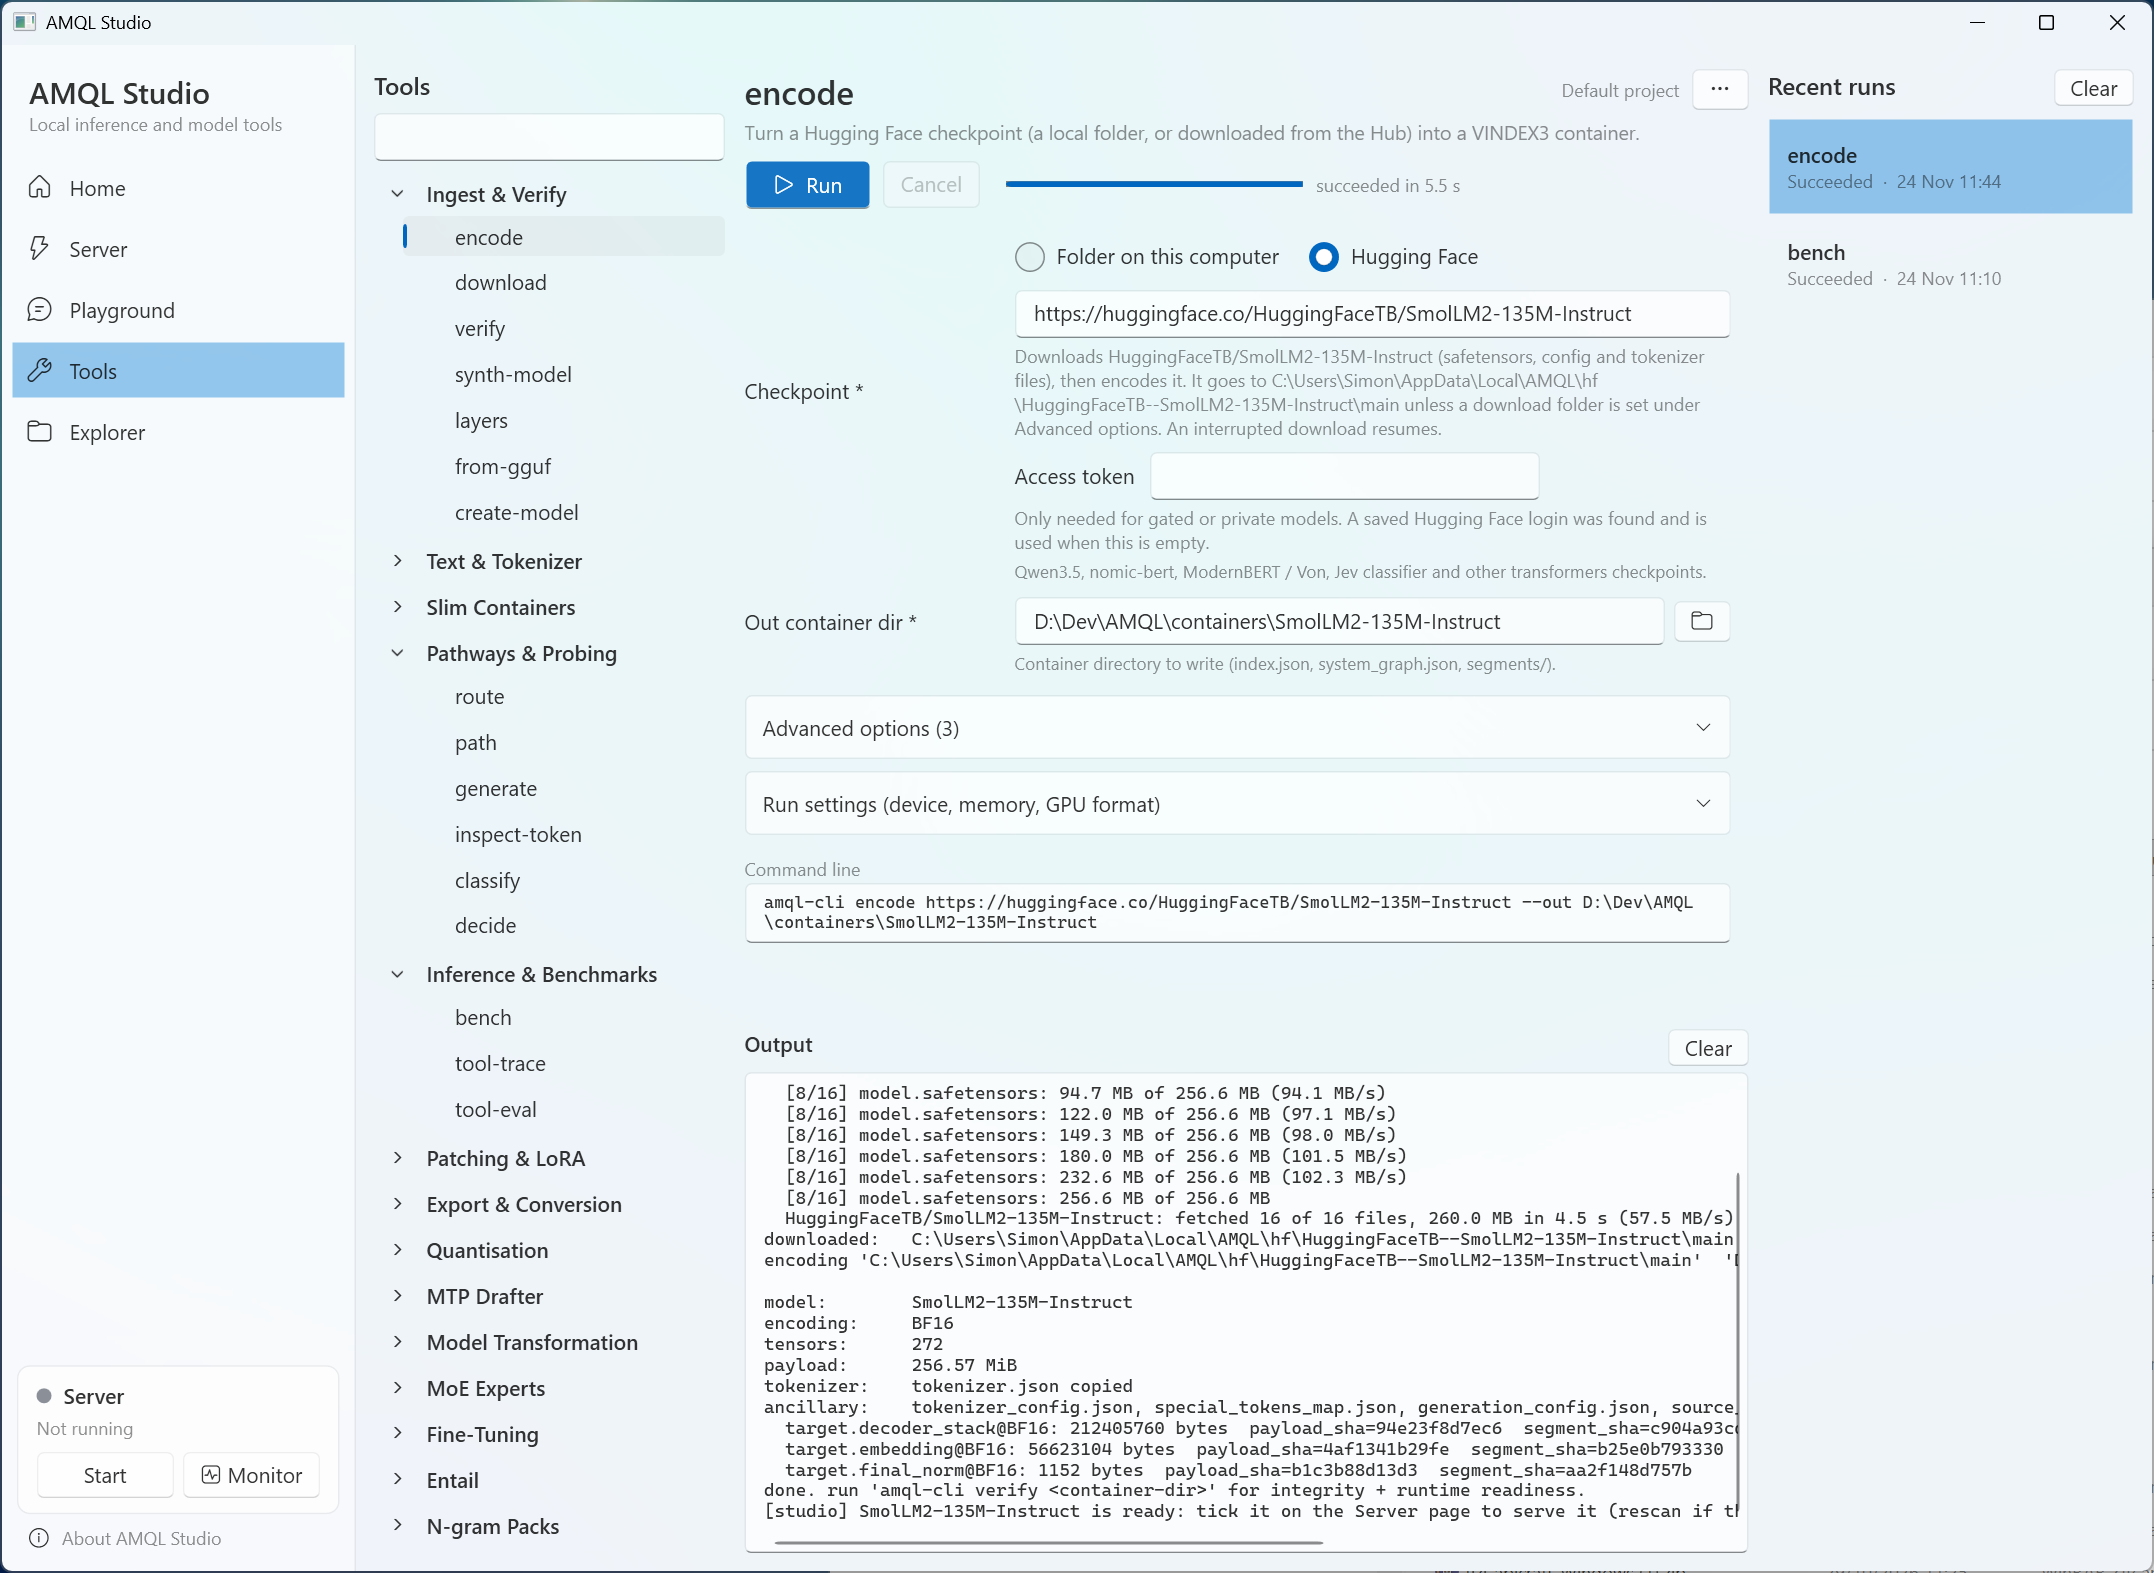 AMQL Studio
AMQL Studio
Local inference and model tools
Home
Server
Playground
Tools
Explorer
Server
Not running
Start
Monitor
About AMQL Studio
Tools
Ingest & Verify
encode
download
verify
synth-model
layers
from-gguf
create-model
Text & Tokenizer
Slim Containers
Pathways & Probing
route
path
generate
inspect-token
classify
decide
Inference & Benchmarks
bench
tool-trace
tool-eval
Patching & LoRA
Export & Conversion
Quantisation
MTP Drafter
Model Transformation
MoE Experts
Fine-Tuning
Entail
N-gram Packs
encode
Default project
Turn a Hugging Face checkpoint (a local folder, or downloaded from the Hub) into a VINDEX3 container.
Run
Cancel
succeeded in 5.5 s
Folder on this computer
Hugging Face
https://huggingface.co/HuggingFaceTB/SmolLM2-135M-Instruct
Checkpoint *
Downloads HuggingFaceTB/SmolLM2-135M-Instruct (safetensors, config and tokenizer
files), then encodes it. It goes to C:\Users\Simon\AppData\Local\AMQL\hf
\HuggingFaceTB--SmolLM2-135M-Instruct\main unless a download folder is set under
Advanced options. An interrupted download resumes.
Access token
Only needed for gated or private models. A saved Hugging Face login was found and is
used when this is empty.
Qwen3.5, nomic-bert, ModernBERT / Von, Jev classifier and other transformers checkpoints.
Out container dir *
D:\Dev\AMQL\containers\SmolLM2-135M-Instruct
Container directory to write (index.json, system_graph.json, segments/).
Advanced options (3)
Run settings (device, memory, GPU format)
Command line
amql-cli encode https://huggingface.co/HuggingFaceTB/SmolLM2-135M-Instruct --out D:\Dev\AMQL
\containers\SmolLM2-135M-Instruct
Output
Clear
[8/16] model.safetensors: 94.7 MB of 256.6 MB (94.1 MB/s)
[8/16] model.safetensors: 122.0 MB of 256.6 MB (97.1 MB/s)
[8/16] model.safetensors: 149.3 MB of 256.6 MB (98.0 MB/s)
[8/16] model.safetensors: 180.0 MB of 256.6 MB (101.5 MB/s)
[8/16] model.safetensors: 232.6 MB of 256.6 MB (102.3 MB/s)
[8/16] model.safetensors: 256.6 MB of 256.6 MB
HuggingFaceTB/SmolLM2-135M-Instruct: fetched 16 of 16 files, 260.0 MB in 4.5 s (57.5 MB/s)
downloaded: C:\Users\Simon\AppData\Local\AMQL\hf\HuggingFaceTB--SmolLM2-135M-Instruct\main
encoding 'C:\Users\Simon\AppData\Local\AMQL\hf\HuggingFaceTB--SmolLM2-135M-Instruct\main'
model: SmolLM2-135M-Instruct
encoding: BF16
tensors: 272
payload: 256.57 MiB
tokenizer: tokenizer.json copied
ancillary: tokenizer_config.json, special_tokens_map.json, generation_config.json, source_
target.decoder_stack@BF16: 212405760 bytes payload_sha=94e23f8d7ec6 segment_sha=c904a93c
target.embedding@BF16: 56623104 bytes payload_sha=4af1341b29fe segment_sha=b25e0b793330
target.final_norm@BF16: 1152 bytes payload_sha=b1c3b88d13d3 segment_sha=aa2f148d757b
done. run 'amql-cli verify <container-dir>' for integrity + runtime readiness.
[studio] SmolLM2-135M-Instruct is ready: tick it on the Server page to serve it (rescan if
Recent runs
Clear
encode
Succeeded · 24 Nov 11:44
bench
Succeeded · 24 Nov 11:10